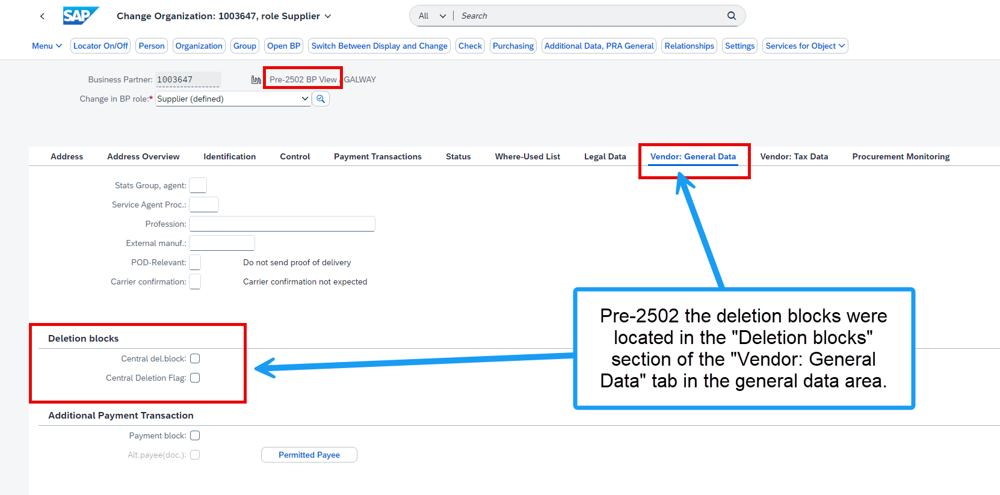 SAP Change Organization: 1003647, role Supplier All Search
Menu Locator On/Off Person Organization Group Open BP Switch Between Display and Change Check Purchasing Additional Data, PRA General Relationships Settings Services for Object
Business Partner: 1003647 Pre-2502 BP View / GALWAY
Change in BP role:* Supplier (defined)
Address Address Overview Identification Control Payment Transactions Status Where-Used List Legal Data Vendor: General Data Vendor: Tax Data Procurement Monitoring
Stats Group, agent:
Service Agent Proc.:
Profession:
External manuf.:
POD-Relevant: Do not send proof of delivery
Carrier confirmation: Carrier confirmation not expected
Pre-2502 the deletion blocks were
located in the "Deletion blocks"
section of the "Vendor: General
Data" tab in the general data area.
Deletion blocks
Central del.block:
Central Deletion Flag:
Additional Payment Transaction
Payment block:
Alt.payee(doc.): Permitted Payee